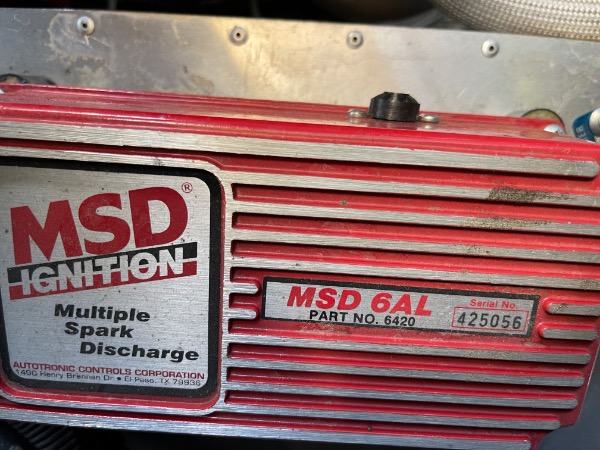 MSD®
IGNITION
Multiple
Spark
Discharge
AUTOTRONIC CONTROLS CORPORATION
1490 Henry Brennan Dr • El Paso, TX 79936
MSD 6AL
PART NO. 6420
Serial No.
425056